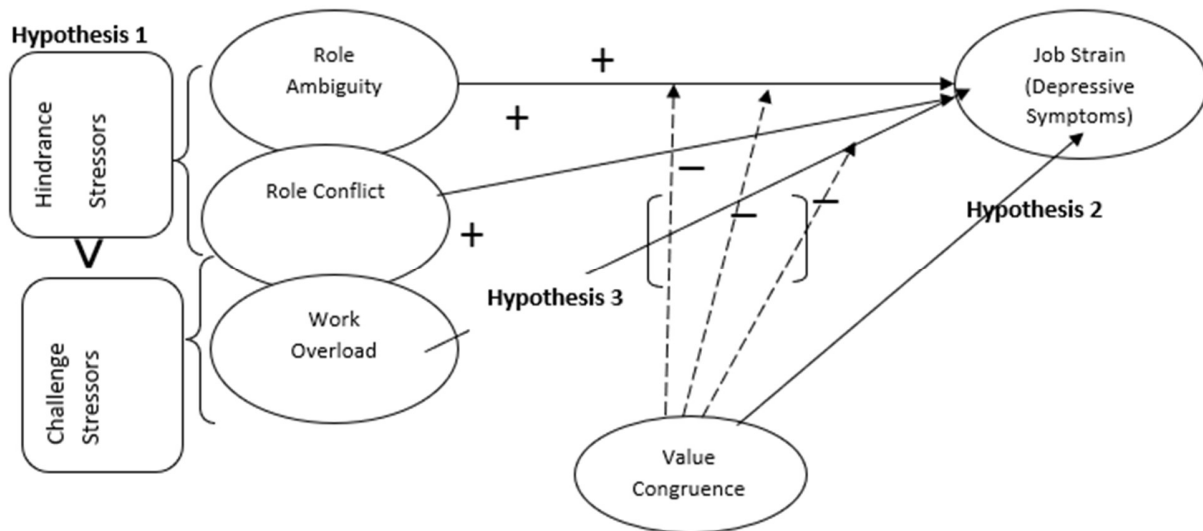 Hypothesis 1
Hindrance
Stressors
V
Challenge
Stressors
Role
Ambiguity
Role Conflict
Work
Overload
+
+
+
Hypothesis 3
−
−
−
Job Strain
(Depressive
Symptoms)
Hypothesis 2
Value
Congruence